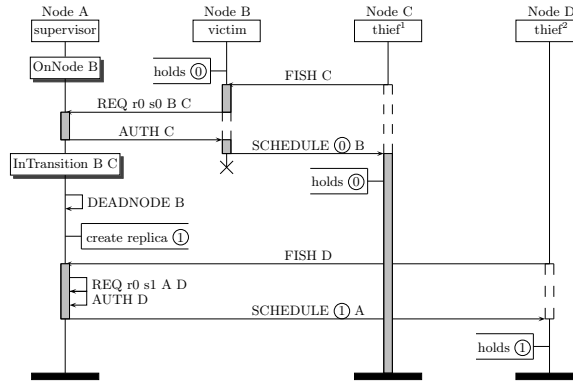 Node A
Node B
Node C
Node D
supervisor
victim
thief¹
thief²
OnNode B
holds ⓪
FISH C
REQ r0 s0 B C
AUTH C
InTransition B C
SCHEDULE ⓪ B
holds ⓪
DEADNODE B
create replica ①
FISH D
REQ r0 s1 A D
AUTH D
SCHEDULE ① A
holds ①